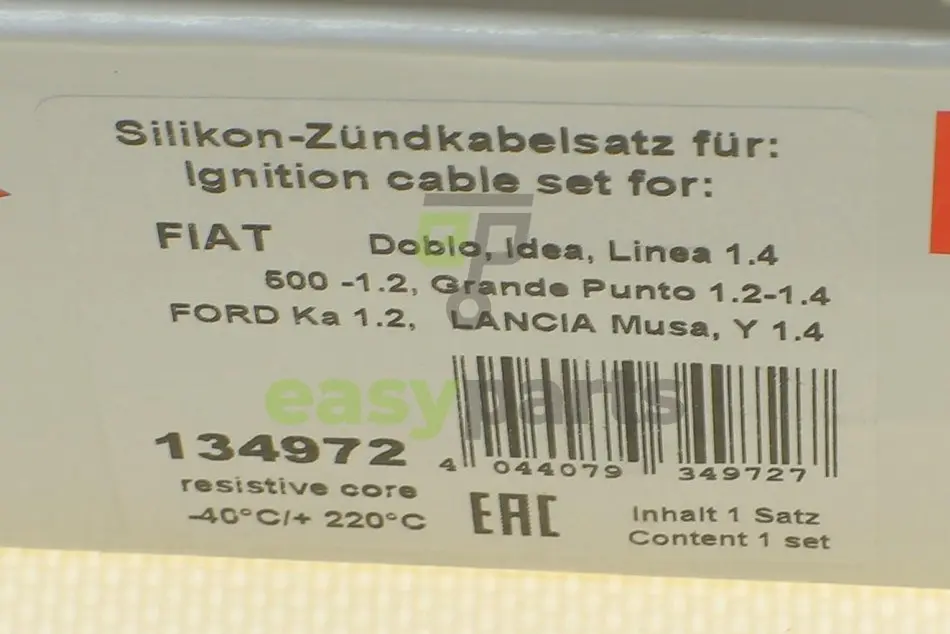 Silikon-Zündkabelsatz für:
Ignition cable set for:
FIAT Doblo, Idea, Linea 1.4
500 -1.2, Grande Punto 1.2-1.4
FORD Ka 1.2, LANCIA Musa, Y 1.4
easyparts
134972
4 044079 349727
resistive core
-40°C/+ 220°C
EAC
Inhalt 1 Satz
Content 1 set